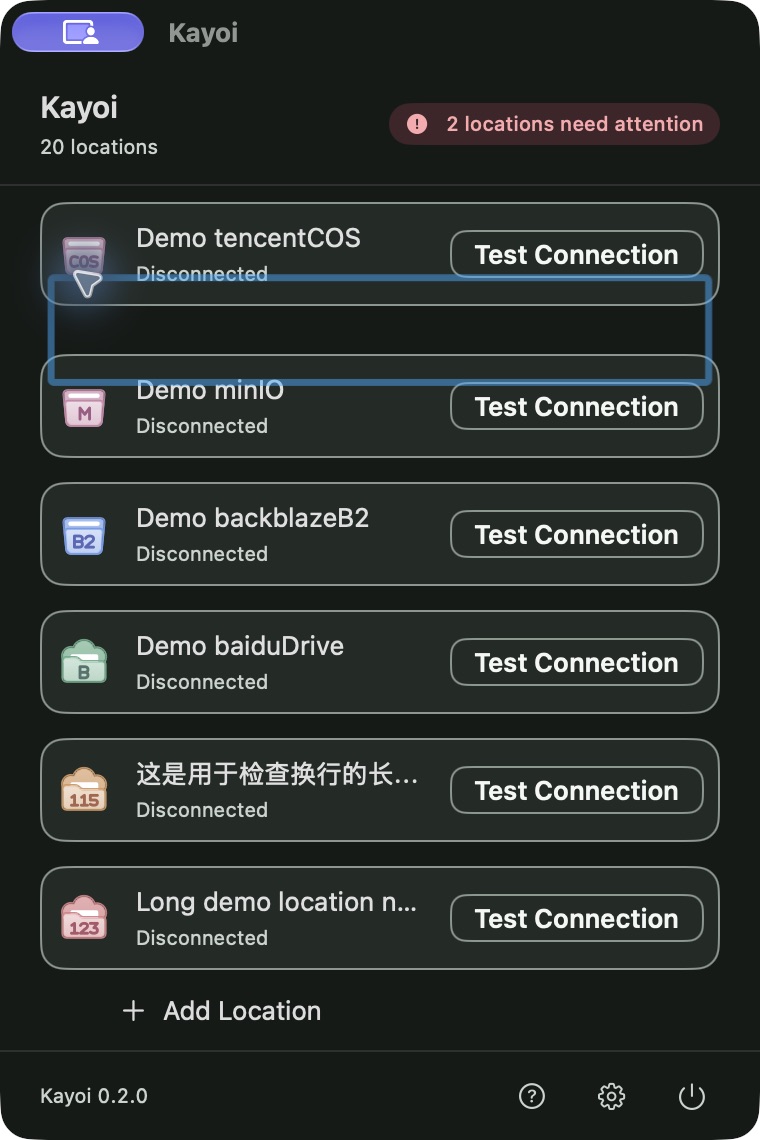 Kayoi
Kayoi
20 locations
2 locations need attention
COS
Demo tencentCOS
Disconnected
Test Connection
M
Demo minIO
Disconnected
Test Connection
B2
Demo backblazeB2
Disconnected
Test Connection
B
Demo baiduDrive
Disconnected
Test Connection
115
这是用于检查换行的长…
Disconnected
Test Connection
123
Long demo location n…
Disconnected
Test Connection
+ Add Location
Kayoi 0.2.0